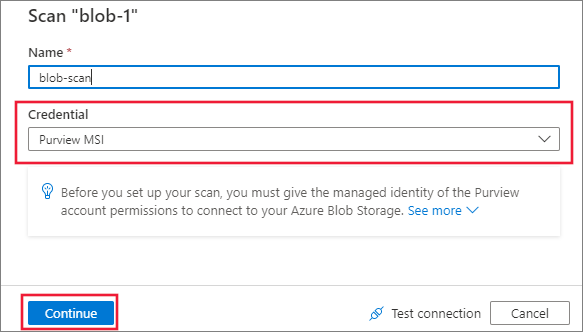 Scan "blob-1"
Name *
blob-scan
Credential
Purview MSI
Before you set up your scan, you must give the managed identity of the Purview
account permissions to connect to your Azure Blob Storage. See more
Continue
Test connection
Cancel